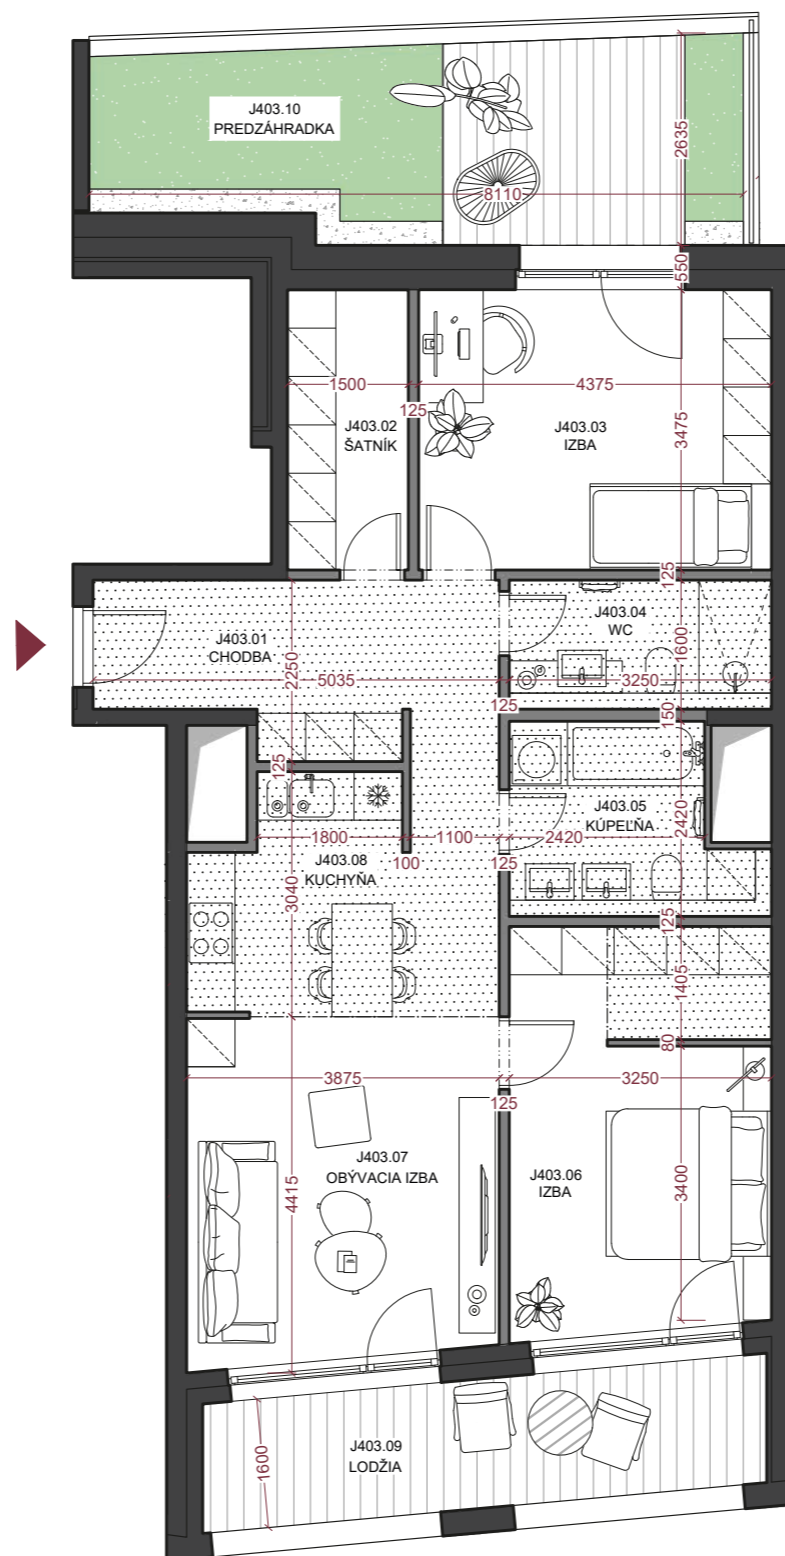 J403.10
PREDZÁHRADKA
2635
8110
550
1500
4375
125
J403.02
ŠATNÍK
J403.03
IZBA
3475
125
J403.04
WC
J403.01
CHODBA
1600
2250
5035
3250
125
150
125
J403.05
KÚPEĽŇA
2420
1800
1100
2420
J403.08
KUCHYŇA
100
125
3040
125
1405
80
3875
3250
125
J403.07
OBÝVACIA IZBA
J403.06
IZBA
4415
3400
J403.09
LODŽIA
1600